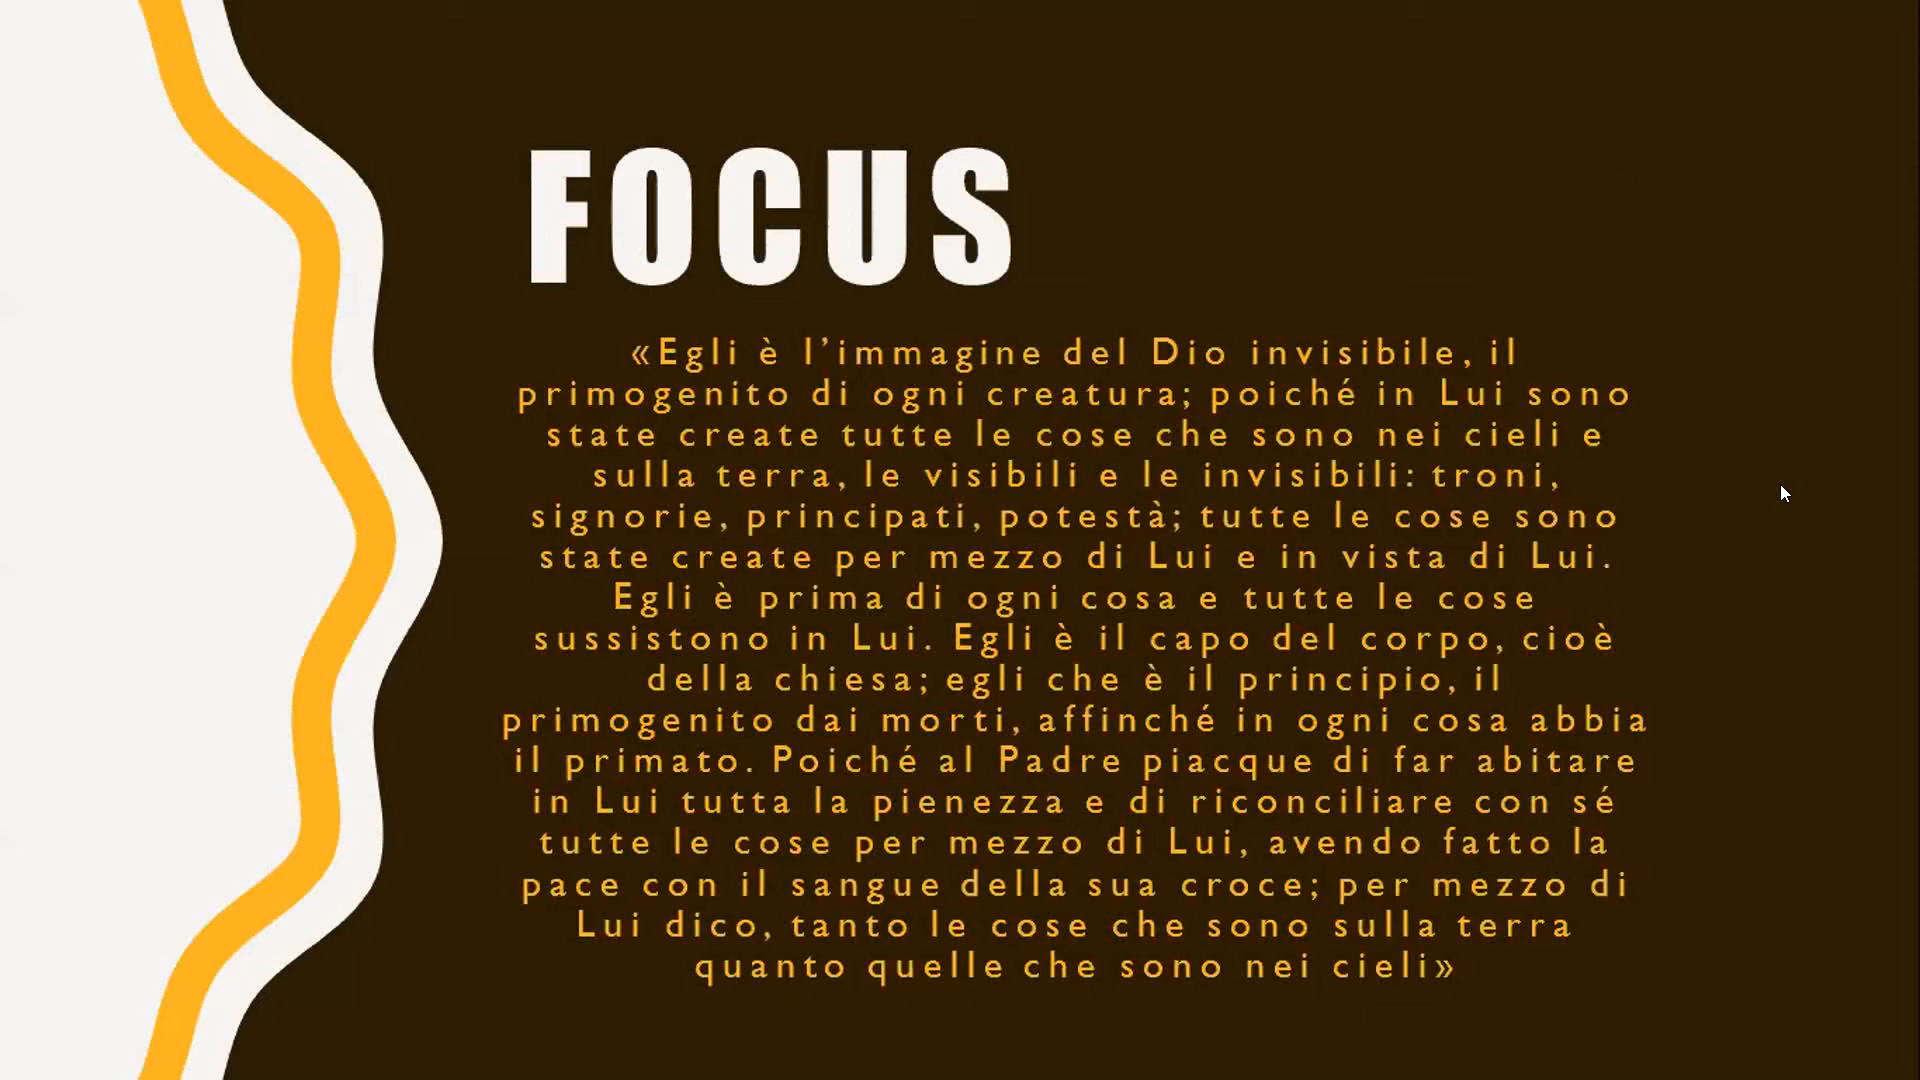 FOCUS
«Egli è l’immagine del Dio invisibile, il
primogenito di ogni creatura; poiché in Lui sono
state create tutte le cose che sono nei cieli e
sulla terra, le visibili e le invisibili: troni,
signorie, principati, potestà; tutte le cose sono
state create per mezzo di Lui e in vista di Lui.
Egli è prima di ogni cosa e tutte le cose
sussistono in Lui. Egli è il capo del corpo, cioè
della chiesa; egli che è il principio, il
primogenito dai morti, affinché in ogni cosa abbia
il primato. Poiché al Padre piacque di far abitare
in Lui tutta la pienezza e di riconciliare con sé
tutte le cose per mezzo di Lui, avendo fatto la
pace con il sangue della sua croce; per mezzo di
Lui dico, tanto le cose che sono sulla terra
quanto quelle che sono nei cieli»